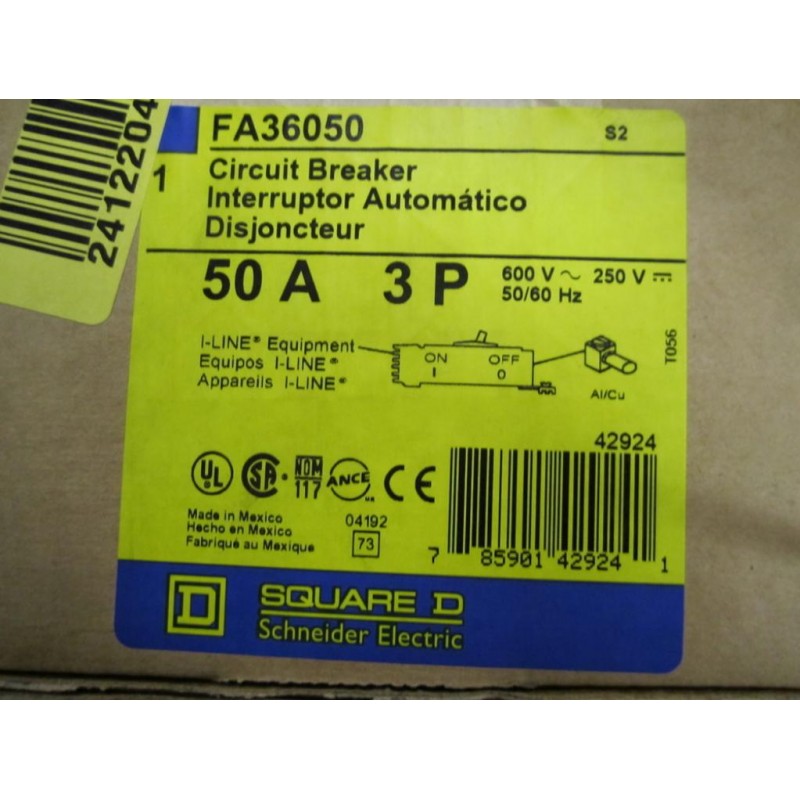 24122204
1
FA36050
S2
Circuit Breaker
Interruptor Automático
Disjoncteur
50 A 3 P
600 V ~ 250 V ⎓
50/60 Hz
I-LINE® Equipment
Equipos I-LINE®
Appareils I-LINE®
ON OFF
I O
Al/Cu
T056
42924
UL SA NOM 117 ANCE CE
Made in Mexico
Hecho en Mexico
Fabriqué au Mexique
04192
73
7 85901 42924 1
D SQUARE D
Schneider Electric